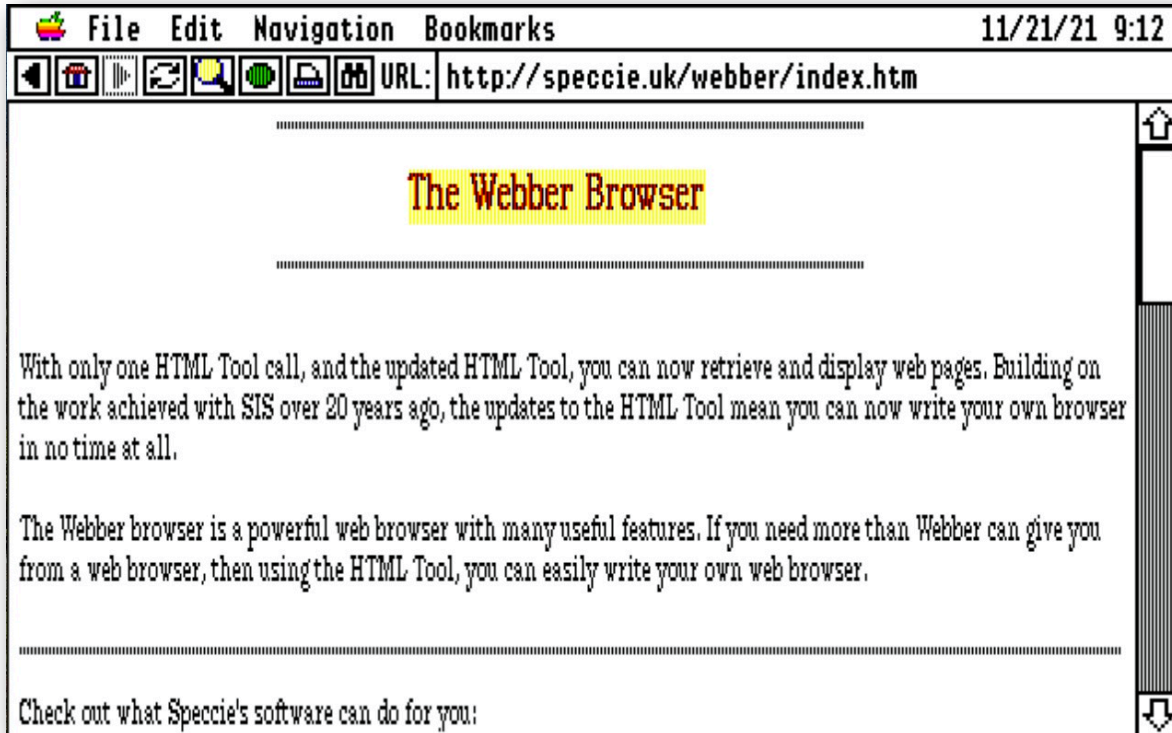 File Edit Navigation Bookmarks 11/21/21 9:12
URL: http://speccie.uk/webber/index.htm
The Webber Browser
With only one HTML Tool call, and the updated HTML Tool, you can now retrieve and display web pages. Building on
the work achieved with SIS over 20 years ago, the updates to the HTML Tool mean you can now write your own browser
in no time at all.
The Webber browser is a powerful web browser with many useful features. If you need more than Webber can give you
from a web browser, then using the HTML Tool, you can easily write your own web browser.
Check out what Speccie's software can do for you: